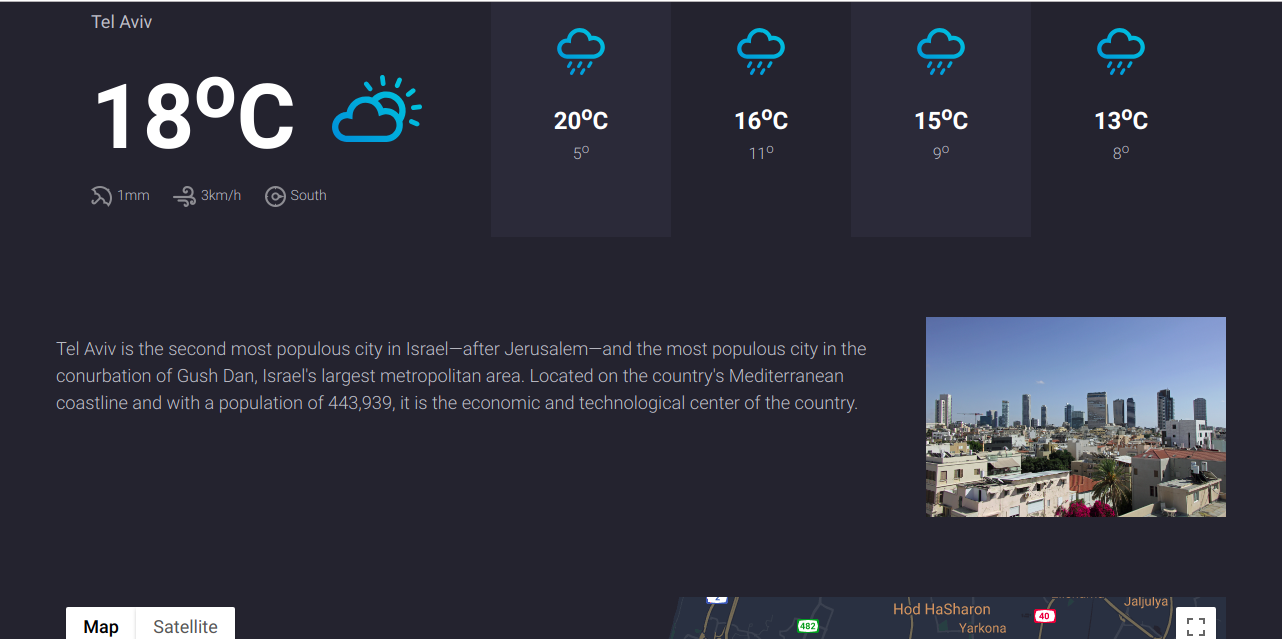 Tel Aviv
18°C
1mm 3km/h South
20°C
5°
16°C
11°
15°C
9°
13°C
8°
Tel Aviv is the second most populous city in Israel—after Jerusalem—and the most populous city in the
conurbation of Gush Dan, Israel's largest metropolitan area. Located on the country's Mediterranean
coastline and with a population of 443,939, it is the economic and technological center of the country.
Map Satellite
2
482
Hod HaSharon
Yarkona
40
Jaljulya